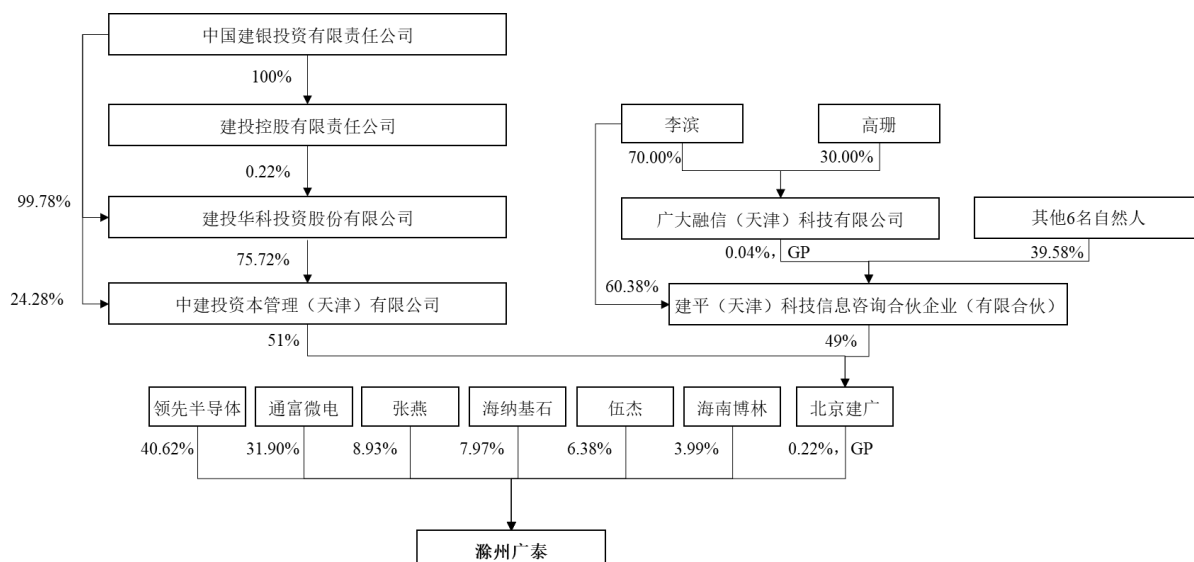 中国建银投资有限责任公司
100%
建投控股有限责任公司
李滨
高珊
0.22%
70.00%
30.00%
99.78%
建投华科投资股份有限公司
广大融信（天津）科技有限公司
其他6名自然人
75.72%
0.04%，GP
39.58%
24.28%
中建投资本管理（天津）有限公司
60.38%
建平（天津）科技信息咨询合伙企业（有限合伙）
51%
49%
领先半导体
通富微电
张燕
海纳基石
伍杰
海南博林
北京建广
40.62%
31.90%
8.93%
7.97%
6.38%
3.99%
0.22%，GP
滁州广泰